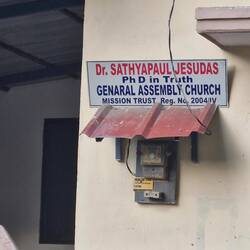 Dr. SATHYAPAUL JESUDAS
Ph D in Truth
GENARAL ASSEMBLY CHURCH
MISSION TRUST Reg. No. 2004/IV